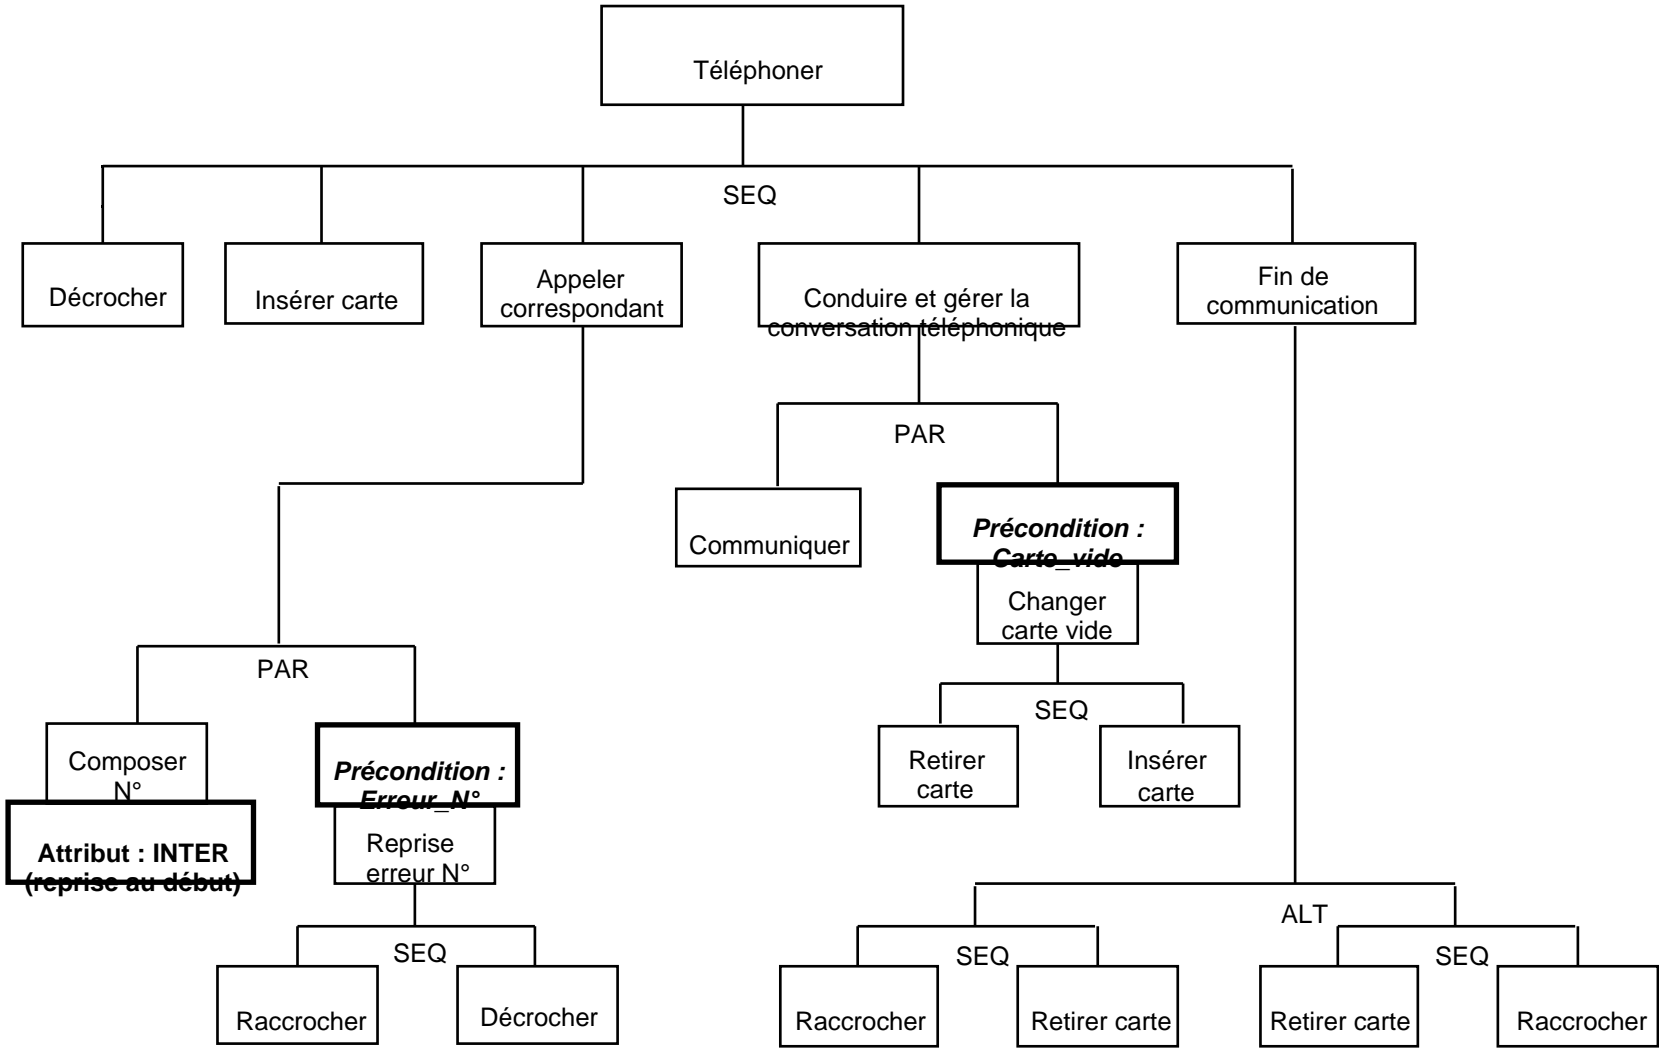 Téléphoner
SEQ
Décrocher
Insérer carte
Appeler
correspondant
Conduire et gérer la
conversation téléphonique
Fin de
communication
PAR
Communiquer
Précondition :
Carte_vide
Changer
carte vide
SEQ
Retirer
carte
Insérer
carte
PAR
Composer
N°
Attribut : INTER
(reprise au début)
Précondition :
Erreur_N°
Reprise
erreur N°
SEQ
Raccrocher
Décrocher
ALT
SEQ
Raccrocher
Retirer carte
SEQ
Retirer carte
Raccrocher